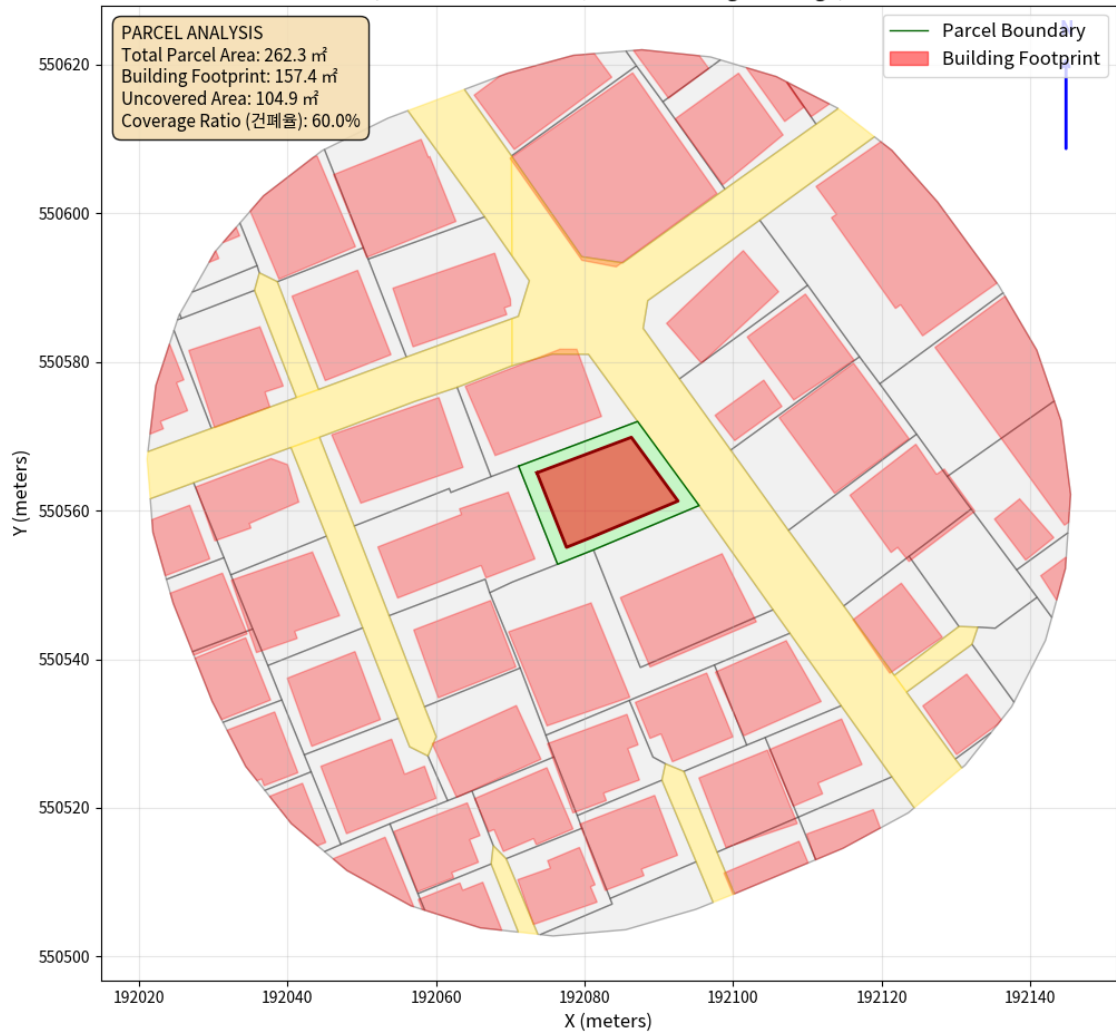 PARCEL ANALYSIS
Total Parcel Area: 262.3 ㎡
Building Footprint: 157.4 ㎡
Uncovered Area: 104.9 ㎡
Coverage Ratio (건폐율): 60.0%
Parcel Boundary
Building Footprint
N
550620
550600
550580
550560
550540
550520
550500
Y (meters)
192020
192040
192060
192080
192100
192120
192140
X (meters)